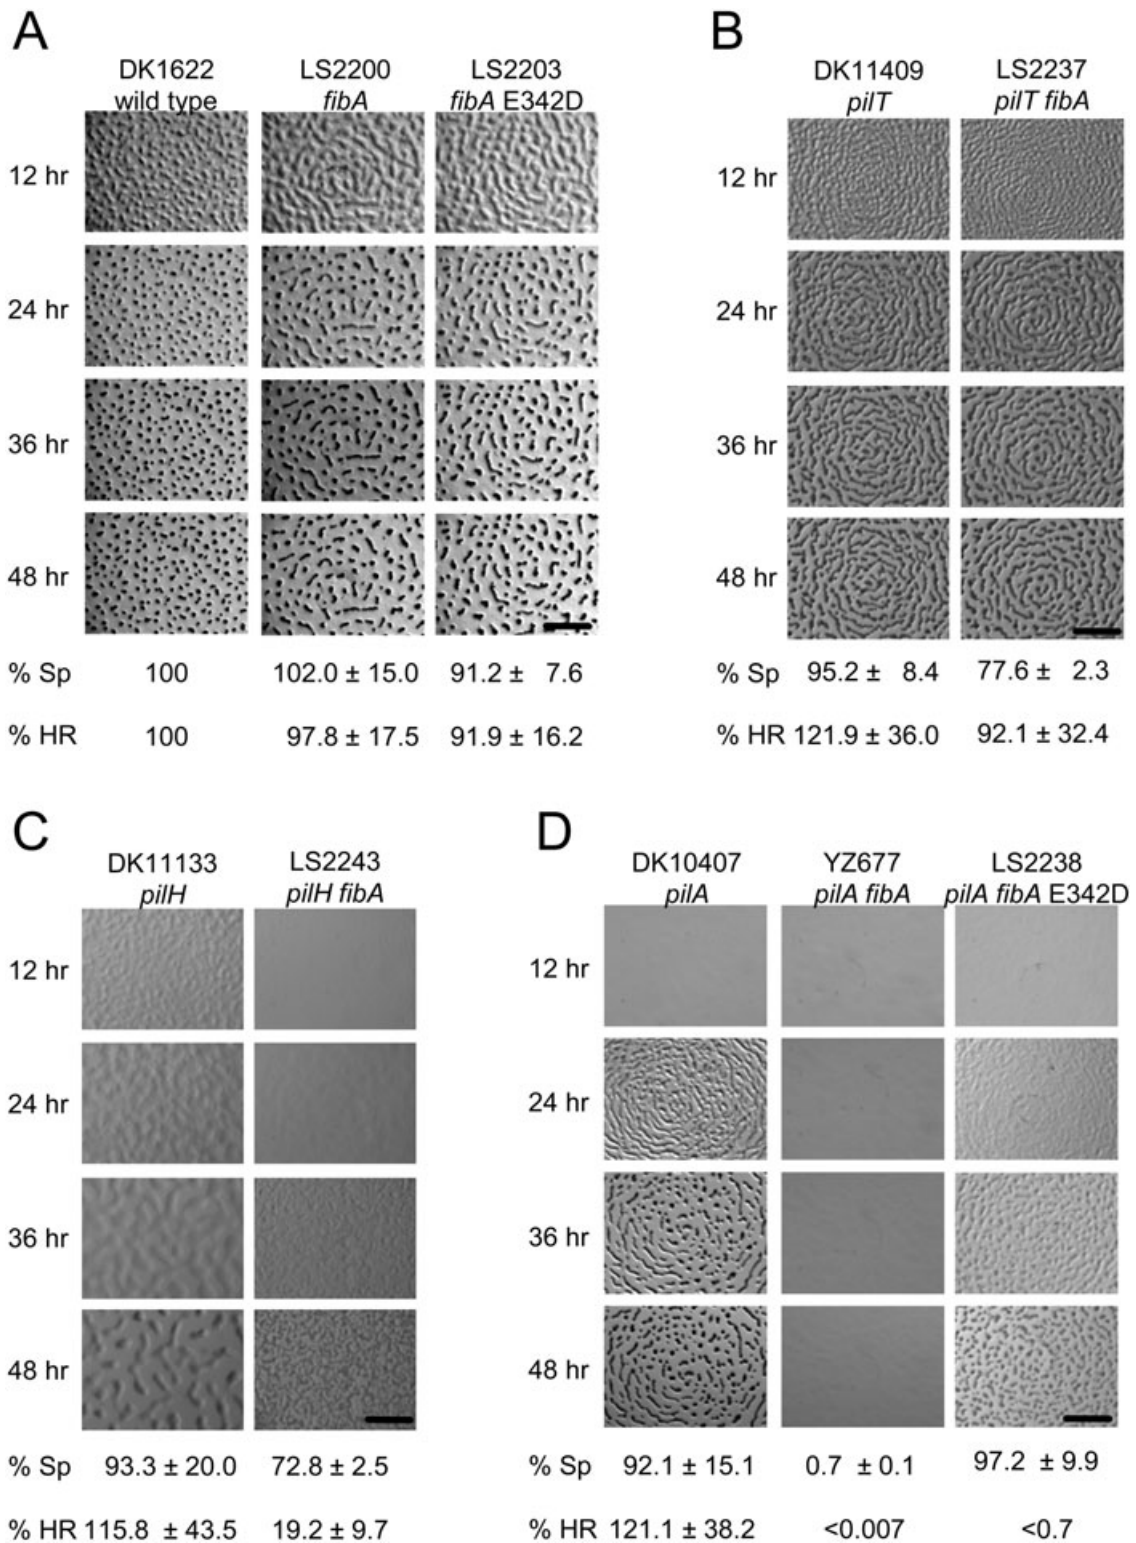 A
DK1622 LS2200 LS2203
wild type fibA fibA E342D
12 hr
24 hr
36 hr
48 hr
% Sp 100 102.0 ± 15.0 91.2 ± 7.6
% HR 100 97.8 ± 17.5 91.9 ± 16.2
B
DK11409 LS2237
pilT pilT fibA
12 hr
24 hr
36 hr
48 hr
% Sp 95.2 ± 8.4 77.6 ± 2.3
% HR 121.9 ± 36.0 92.1 ± 32.4
C
DK11133 LS2243
pilH pilH fibA
12 hr
24 hr
36 hr
48 hr
% Sp 93.3 ± 20.0 72.8 ± 2.5
% HR 115.8 ± 43.5 19.2 ± 9.7
D
DK10407 YZ677 LS2238
pilA pilA fibA pilA fibA E342D
12 hr
24 hr
36 hr
48 hr
% Sp 92.1 ± 15.1 0.7 ± 0.1 97.2 ± 9.9
% HR 121.1 ± 38.2 <0.007 <0.7